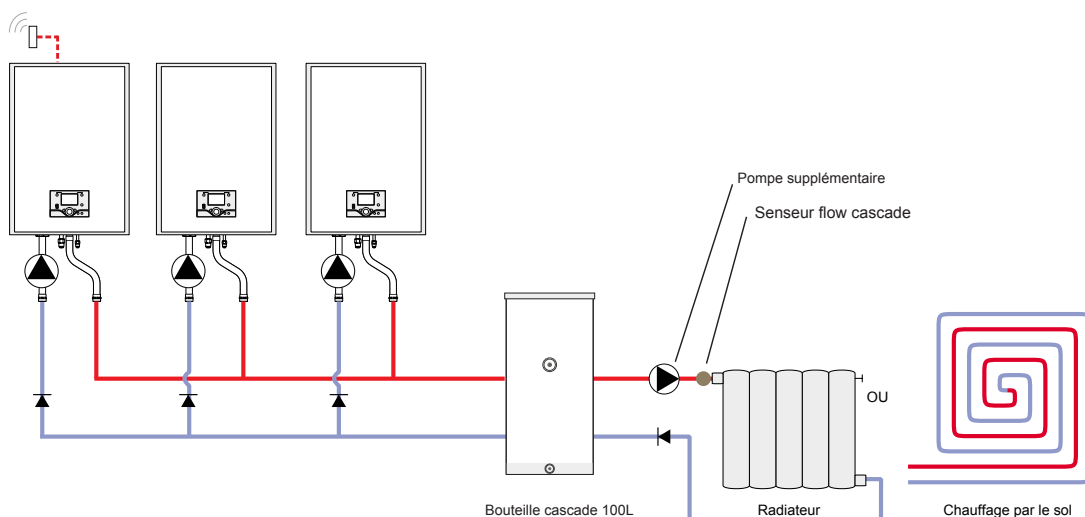 Pompe supplémentaire
Senseur flow cascade
OU
Bouteille cascade 100L
Radiateur
Chauffage par le sol